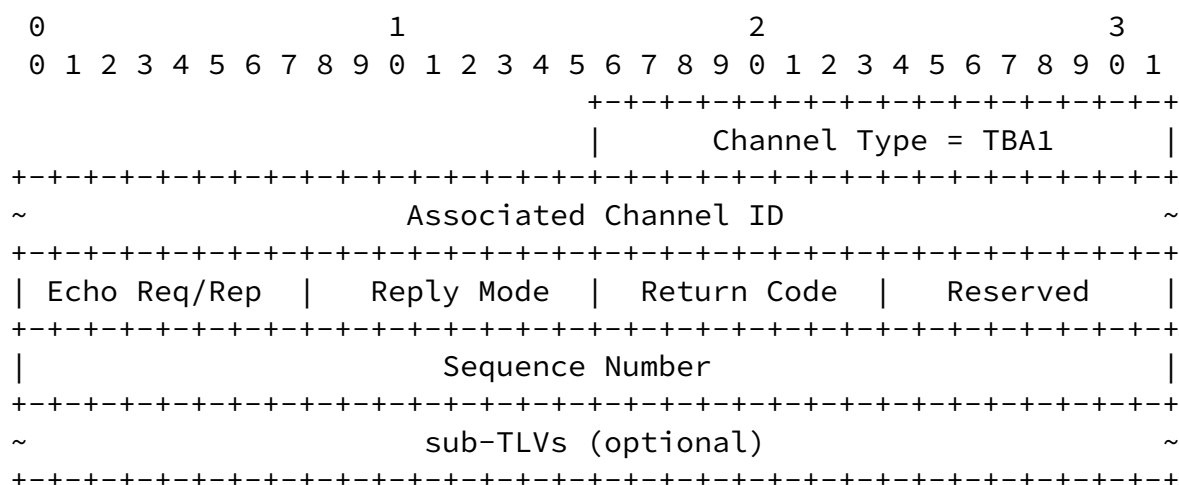 0                   1                   2                   3
 0 1 2 3 4 5 6 7 8 9 0 1 2 3 4 5 6 7 8 9 0 1 2 3 4 5 6 7 8 9 0 1
                                +-+-+-+-+-+-+-+-+-+-+-+-+-+-+-+-+
                                |      Channel Type = TBA1      |
+-+-+-+-+-+-+-+-+-+-+-+-+-+-+-+-+-+-+-+-+-+-+-+-+-+-+-+-+-+-+-+-+
~                     Associated Channel ID                     ~
+-+-+-+-+-+-+-+-+-+-+-+-+-+-+-+-+-+-+-+-+-+-+-+-+-+-+-+-+-+-+-+-+
| Echo Req/Rep  |   Reply Mode  |  Return Code  |   Reserved    |
+-+-+-+-+-+-+-+-+-+-+-+-+-+-+-+-+-+-+-+-+-+-+-+-+-+-+-+-+-+-+-+-+
|                       Sequence Number                         |
+-+-+-+-+-+-+-+-+-+-+-+-+-+-+-+-+-+-+-+-+-+-+-+-+-+-+-+-+-+-+-+-+
~                      sub-TLVs (optional)                      ~
+-+-+-+-+-+-+-+-+-+-+-+-+-+-+-+-+-+-+-+-+-+-+-+-+-+-+-+-+-+-+-+-+